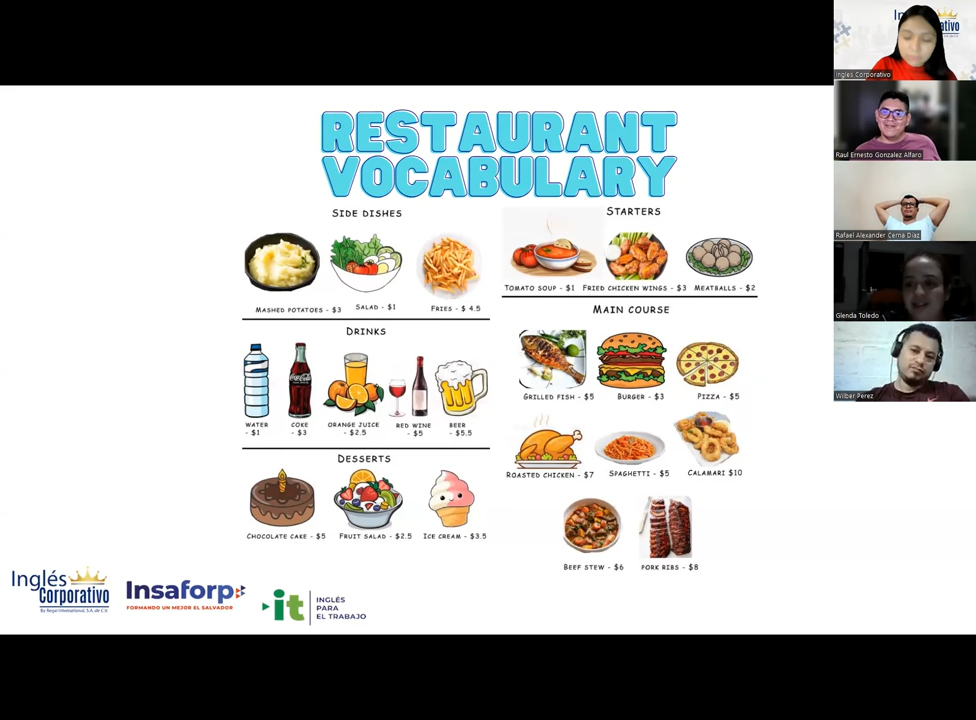 RESTAURANT
VOCABULARY
SIDE DISHES
MASHED POTATOES - $3
SALAD - $1
FRIES - $ 4.5
DRINKS
WATER
- $1
COKE
- $3
ORANGE JUICE
- $2.5
RED WINE
- $5
BEER
- $5.5
DESSERTS
CHOCOLATE CAKE - $5
FRUIT SALAD - $2.5
ICE CREAM - $3.5
STARTERS
TOMATO SOUP - $1
FRIED CHICKEN WINGS - $3
MEATBALLS - $2
MAIN COURSE
GRILLED FISH - $5
BURGER - $3
PIZZA - $5
ROASTED CHICKEN - $7
SPAGHETTI - $5
CALAMARI $10
BEEF STEW - $6
PORK RIBS - $8
Inglés
Corporativo
By Regal International, S.A. de C.V.
Insaforp
FORMANDO UN MEJOR EL SALVADOR
it
INGLÉS
PARA
EL TRABAJO
Ingles Corporativo
Raul Ernesto Gonzalez Alfaro
Rafael Alexander Cerna Diaz
Glenda Toledo
Wilber Perez